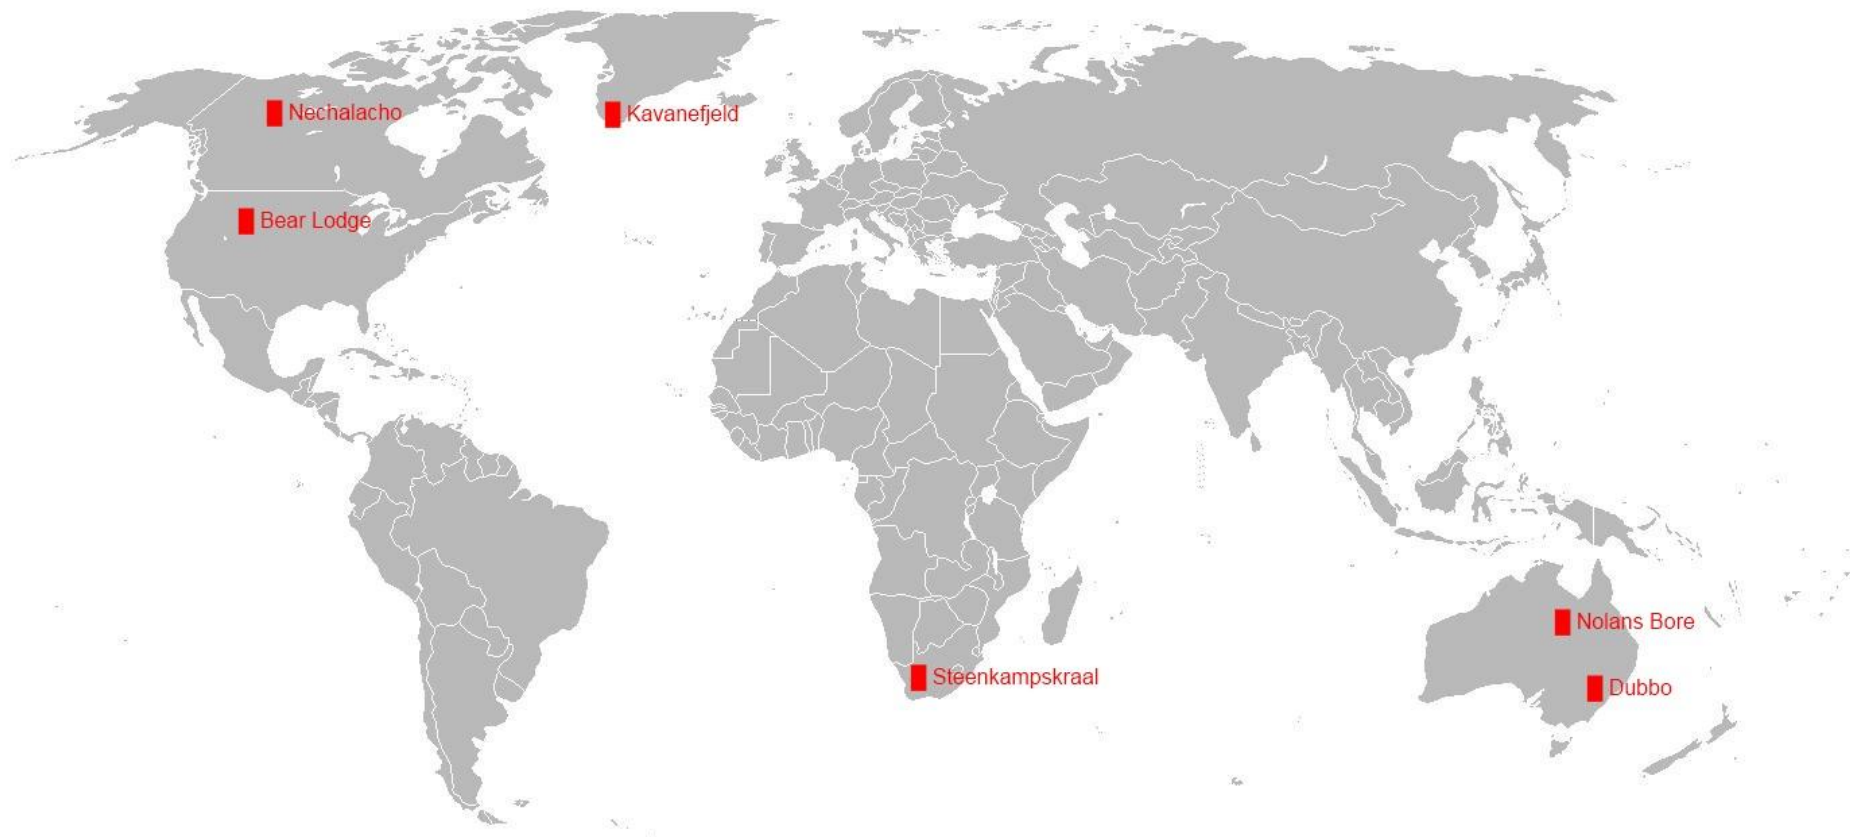 Nechalacho
Kavanefjeld
Bear Lodge
Nolans Bore
Steenkampskraal
Dubbo